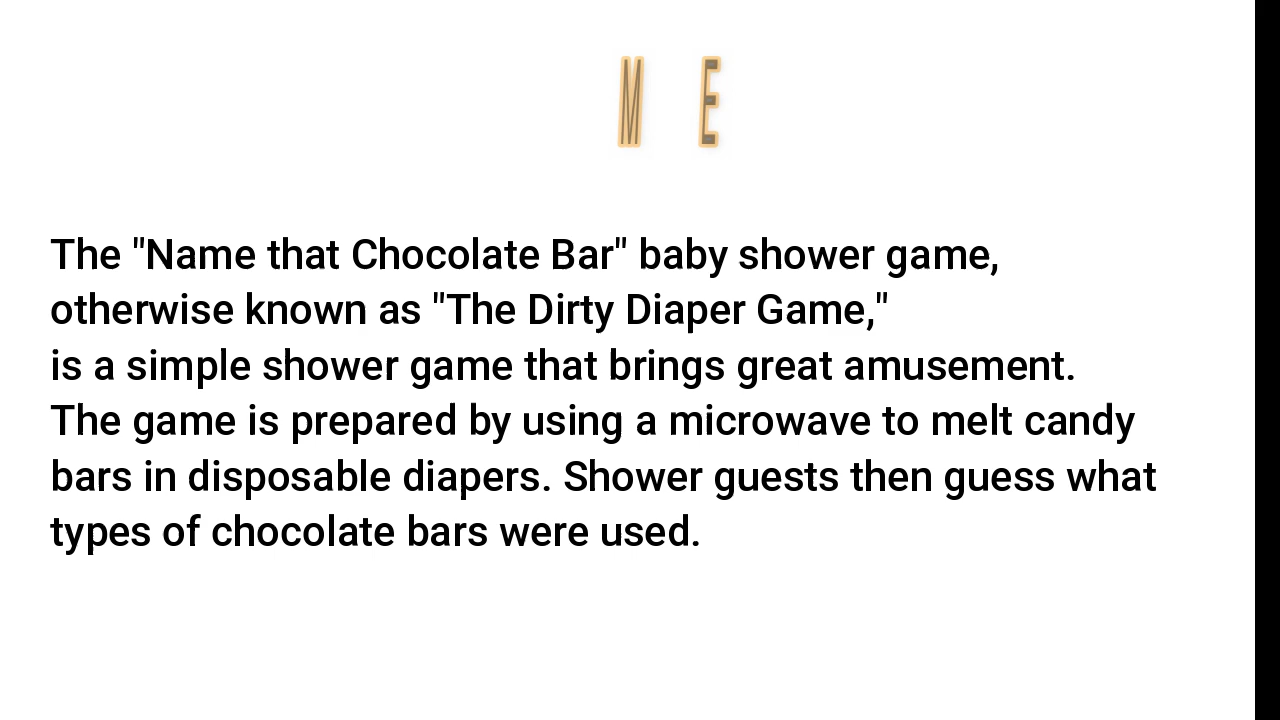 M E
The "Name that Chocolate Bar" baby shower game,
otherwise known as "The Dirty Diaper Game,"
is a simple shower game that brings great amusement.
The game is prepared by using a microwave to melt candy
bars in disposable diapers. Shower guests then guess what
types of chocolate bars were used.